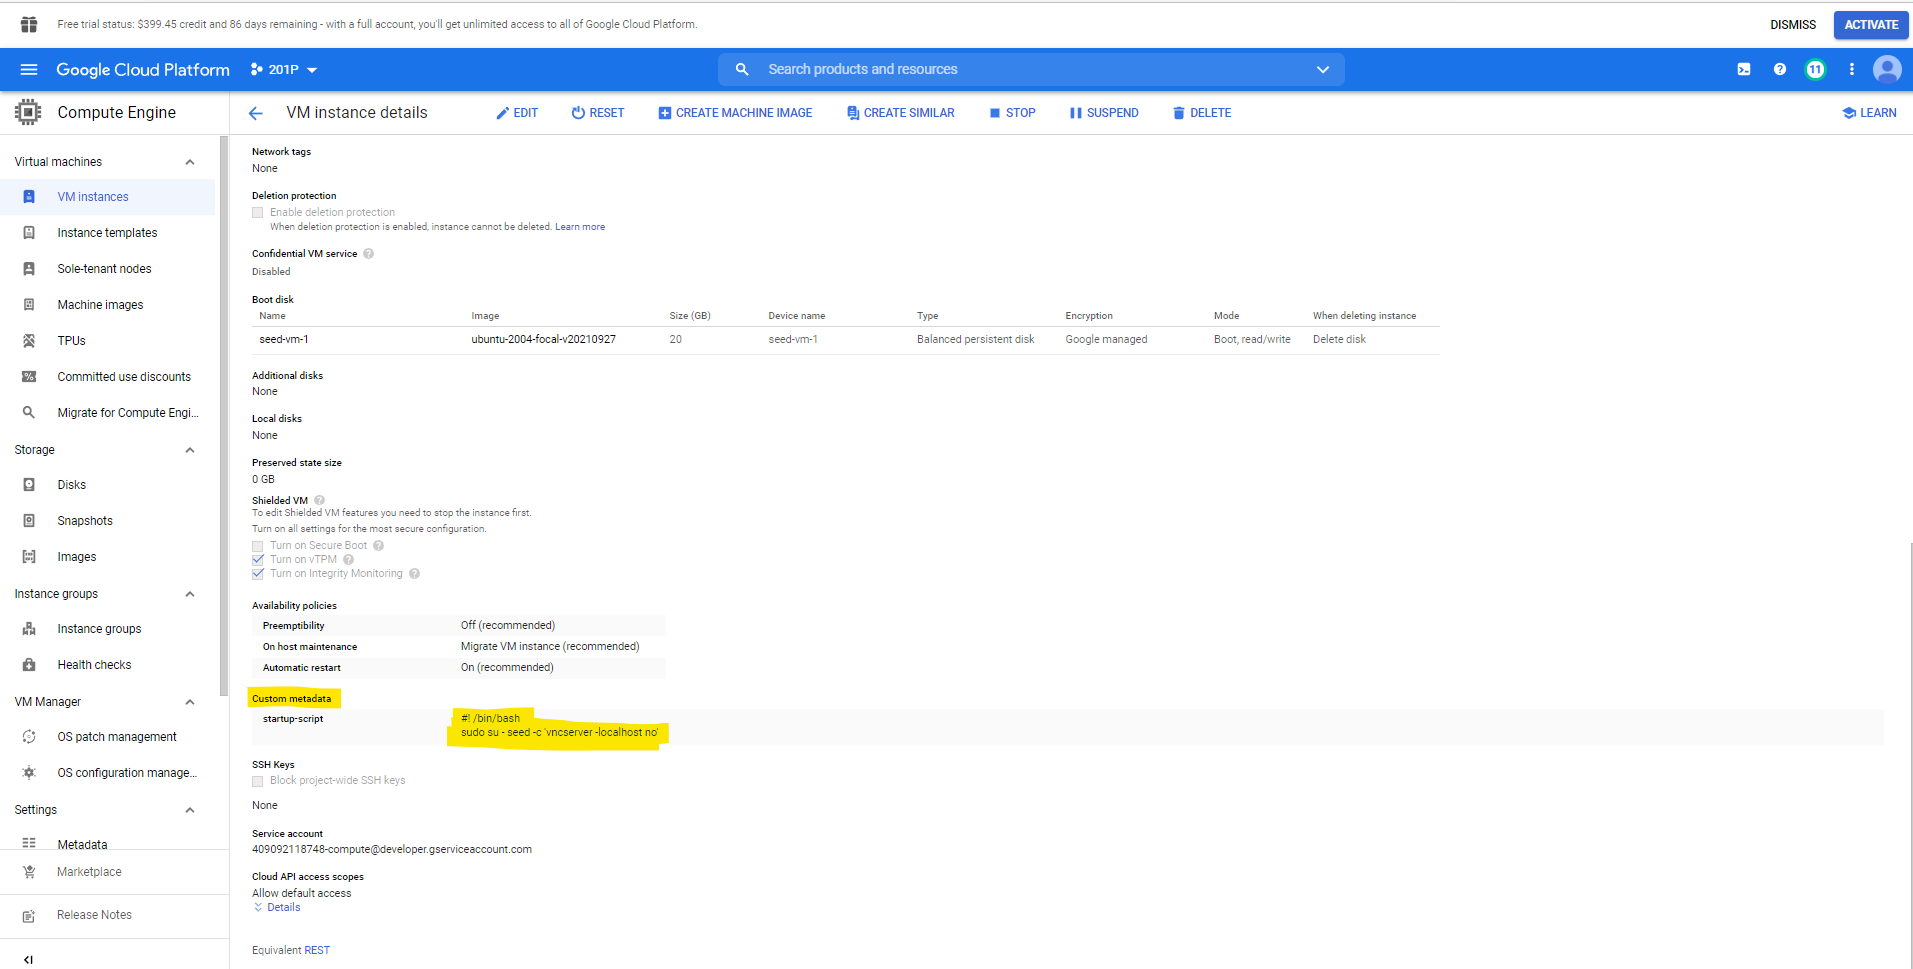 Free trial status: $399.45 credit and 86 days remaining - with a full account, you'll get unlimited access to all of Google Cloud Platform.
DISMISS
ACTIVATE
Google Cloud Platform
201P
Search products and resources
11
Compute Engine
VM instance details
EDIT
RESET
CREATE MACHINE IMAGE
CREATE SIMILAR
STOP
SUSPEND
DELETE
LEARN
Virtual machines
VM instances
Instance templates
Sole-tenant nodes
Machine images
TPUs
Committed use discounts
Migrate for Compute Engi...
Storage
Disks
Snapshots
Images
Instance groups
Instance groups
Health checks
VM Manager
OS patch management
OS configuration manage...
Settings
Metadata
Marketplace
Release Notes
Network tags
None
Deletion protection
Enable deletion protection
When deletion protection is enabled, instance cannot be deleted. Learn more
Confidential VM service
Disabled
Boot disk
Name Image Size (GB) Device name Type Encryption Mode When deleting instance
seed-vm-1 ubuntu-2004-focal-v20210927 20 seed-vm-1 Balanced persistent disk Google managed Boot, read/write Delete disk
Additional disks
None
Local disks
None
Preserved state size
0 GB
Shielded VM
To edit Shielded VM features you need to stop the instance first.
Turn on all settings for the most secure configuration.
Turn on Secure Boot
Turn on vTPM
Turn on Integrity Monitoring
Availability policies
Preemptibility Off (recommended)
On host maintenance Migrate VM instance (recommended)
Automatic restart On (recommended)
Custom metadata
startup-script #! /bin/bash
sudo su - seed -c 'vncserver -localhost no'
SSH Keys
Block project-wide SSH keys
None
Service account
409092118748-compute@developer.gserviceaccount.com
Cloud API access scopes
Allow default access
Details
Equivalent REST